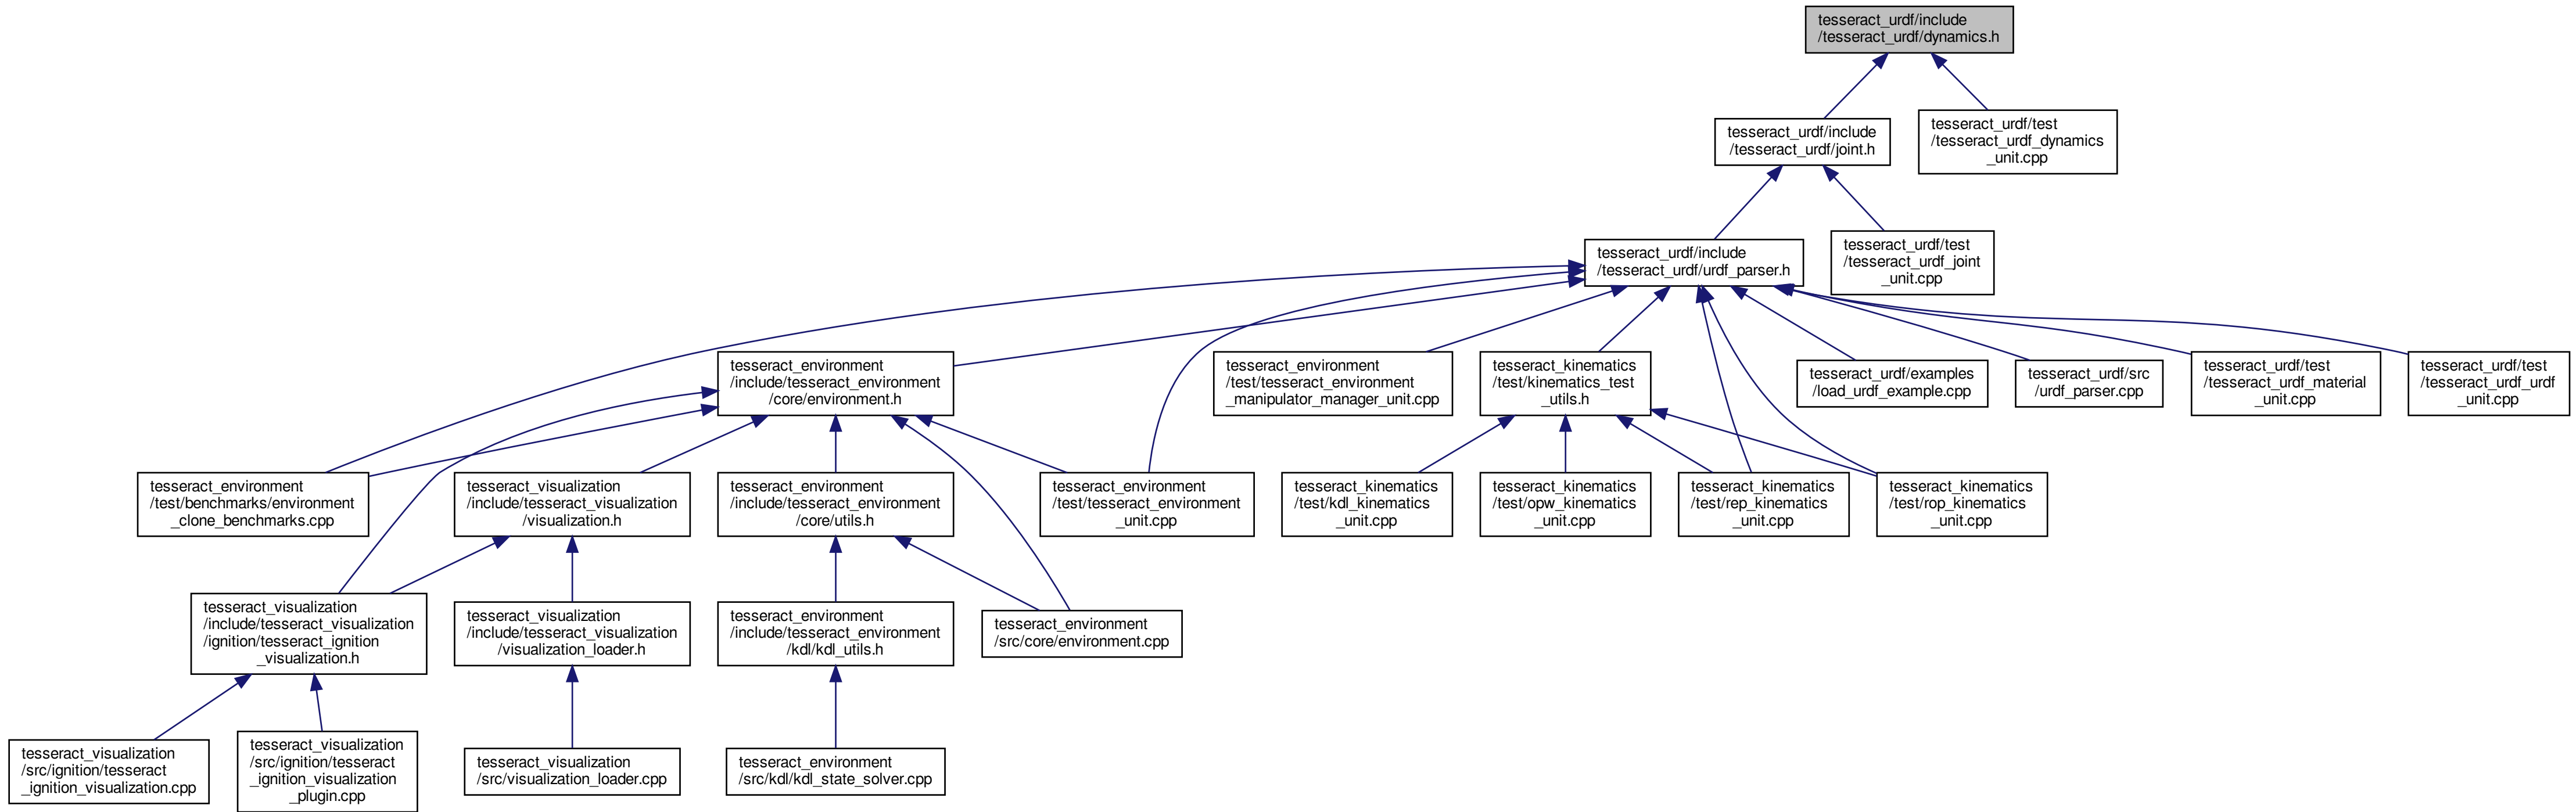 tesseract_urdf/include
/tesseract_urdf/dynamics.h
tesseract_urdf/include
/tesseract_urdf/joint.h
tesseract_urdf/test
/tesseract_urdf_dynamics
_unit.cpp
tesseract_urdf/include
/tesseract_urdf/urdf_parser.h
tesseract_urdf/test
/tesseract_urdf_joint
_unit.cpp
tesseract_environment
/include/tesseract_environment
/core/environment.h
tesseract_environment
/test/tesseract_environment
_manipulator_manager_unit.cpp
tesseract_kinematics
/test/kinematics_test
_utils.h
tesseract_urdf/examples
/load_urdf_example.cpp
tesseract_urdf/src
/urdf_parser.cpp
tesseract_urdf/test
/tesseract_urdf_material
_unit.cpp
tesseract_urdf/test
/tesseract_urdf_urdf
_unit.cpp
tesseract_environment
/test/benchmarks/environment
_clone_benchmarks.cpp
tesseract_visualization
/include/tesseract_visualization
/visualization.h
tesseract_environment
/include/tesseract_environment
/core/utils.h
tesseract_environment
/test/tesseract_environment
_unit.cpp
tesseract_kinematics
/test/kdl_kinematics
_unit.cpp
tesseract_kinematics
/test/opw_kinematics
_unit.cpp
tesseract_kinematics
/test/rep_kinematics
_unit.cpp
tesseract_kinematics
/test/rop_kinematics
_unit.cpp
tesseract_visualization
/include/tesseract_visualization
/ignition/tesseract_ignition
_visualization.h
tesseract_visualization
/include/tesseract_visualization
/visualization_loader.h
tesseract_environment
/include/tesseract_environment
/kdl/kdl_utils.h
tesseract_environment
/src/core/environment.cpp
tesseract_visualization
/src/ignition/tesseract
_ignition_visualization.cpp
tesseract_visualization
/src/ignition/tesseract
_ignition_visualization
_plugin.cpp
tesseract_visualization
/src/visualization_loader.cpp
tesseract_environment
/src/kdl/kdl_state_solver.cpp